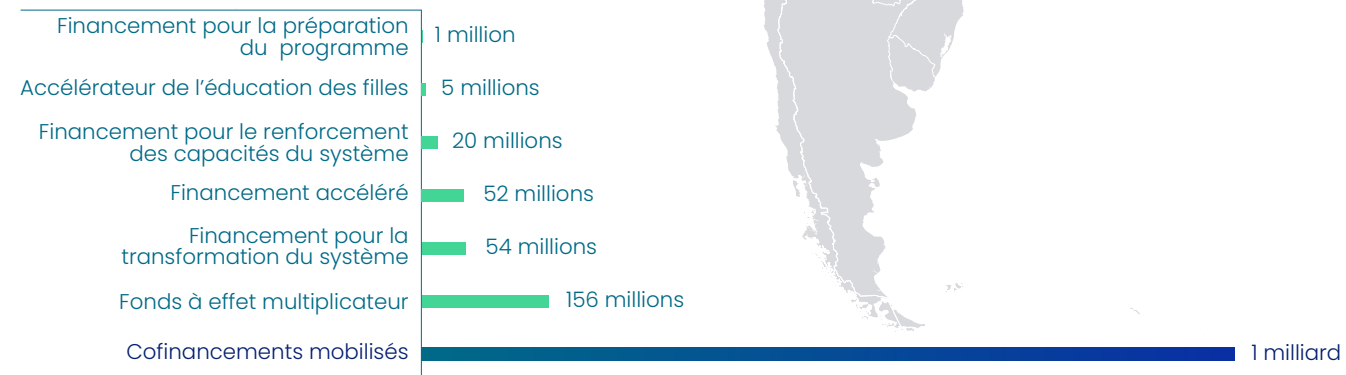 Financement pour la préparation
du programme
1 million
Accélérateur de l’éducation des filles
5 millions
Financement pour le renforcement
des capacités du système
20 millions
Financement accéléré
52 millions
Financement pour la
transformation du système
54 millions
Fonds à effet multiplicateur
156 millions
Cofinancements mobilisés
1 milliard